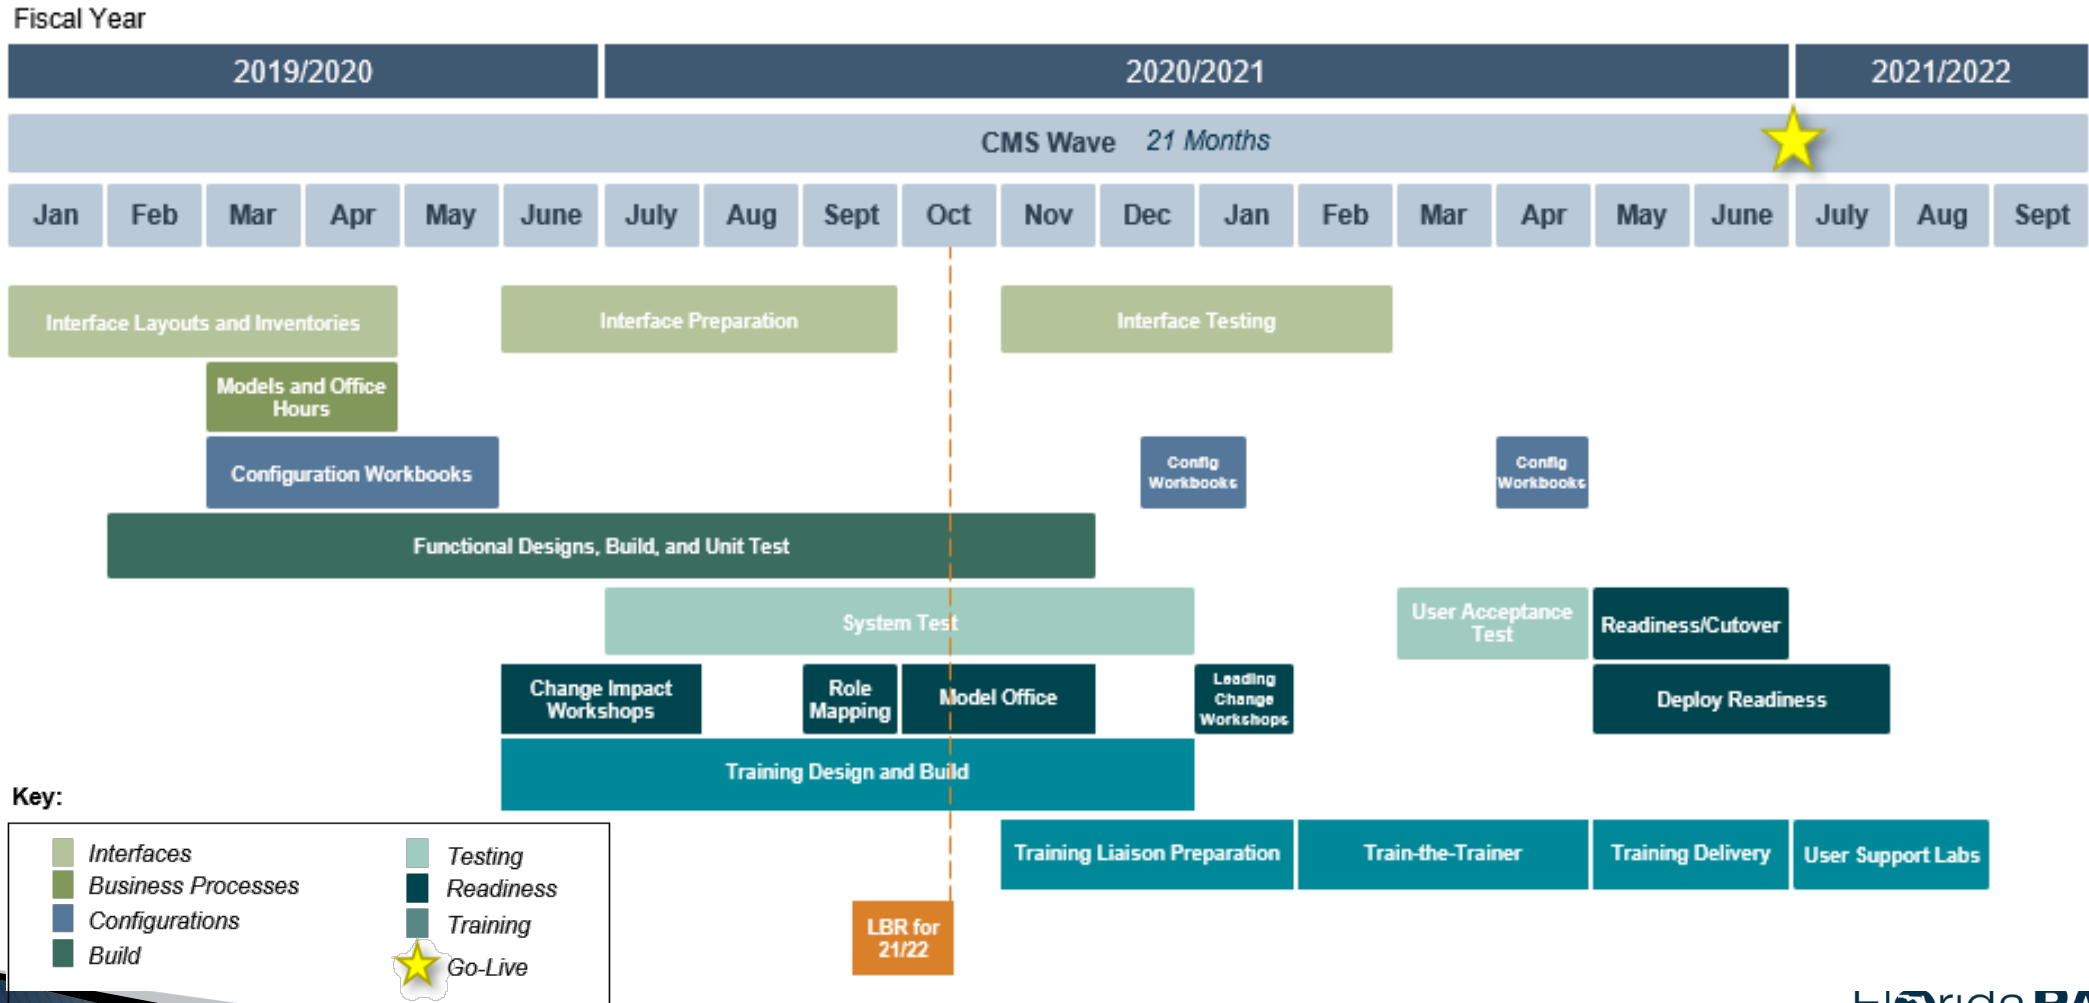 Fiscal Year
2019/2020
2020/2021
2021/2022
CMS Wave 21 Months
Jan Feb Mar Apr May June July Aug Sept Oct Nov Dec Jan Feb Mar Apr May June July Aug Sept
Interface Layouts and Inventories
Interface Preparation
Interface Testing
Models and Office
Hours
Configuration Workbooks
Config
Workbooks
Config
Workbooks
Functional Designs, Build, and Unit Test
System Test
User Acceptance
Test
Readiness/Cutover
Change Impact
Workshops
Role
Mapping
Model Office
Leading
Change
Workshops
Deploy Readiness
Training Design and Build
Training Liaison Preparation
Train-the-Trainer
Training Delivery
User Support Labs
LBR for
21/22
Key:
Interfaces
Business Processes
Configurations
Build
Testing
Readiness
Training
Go-Live